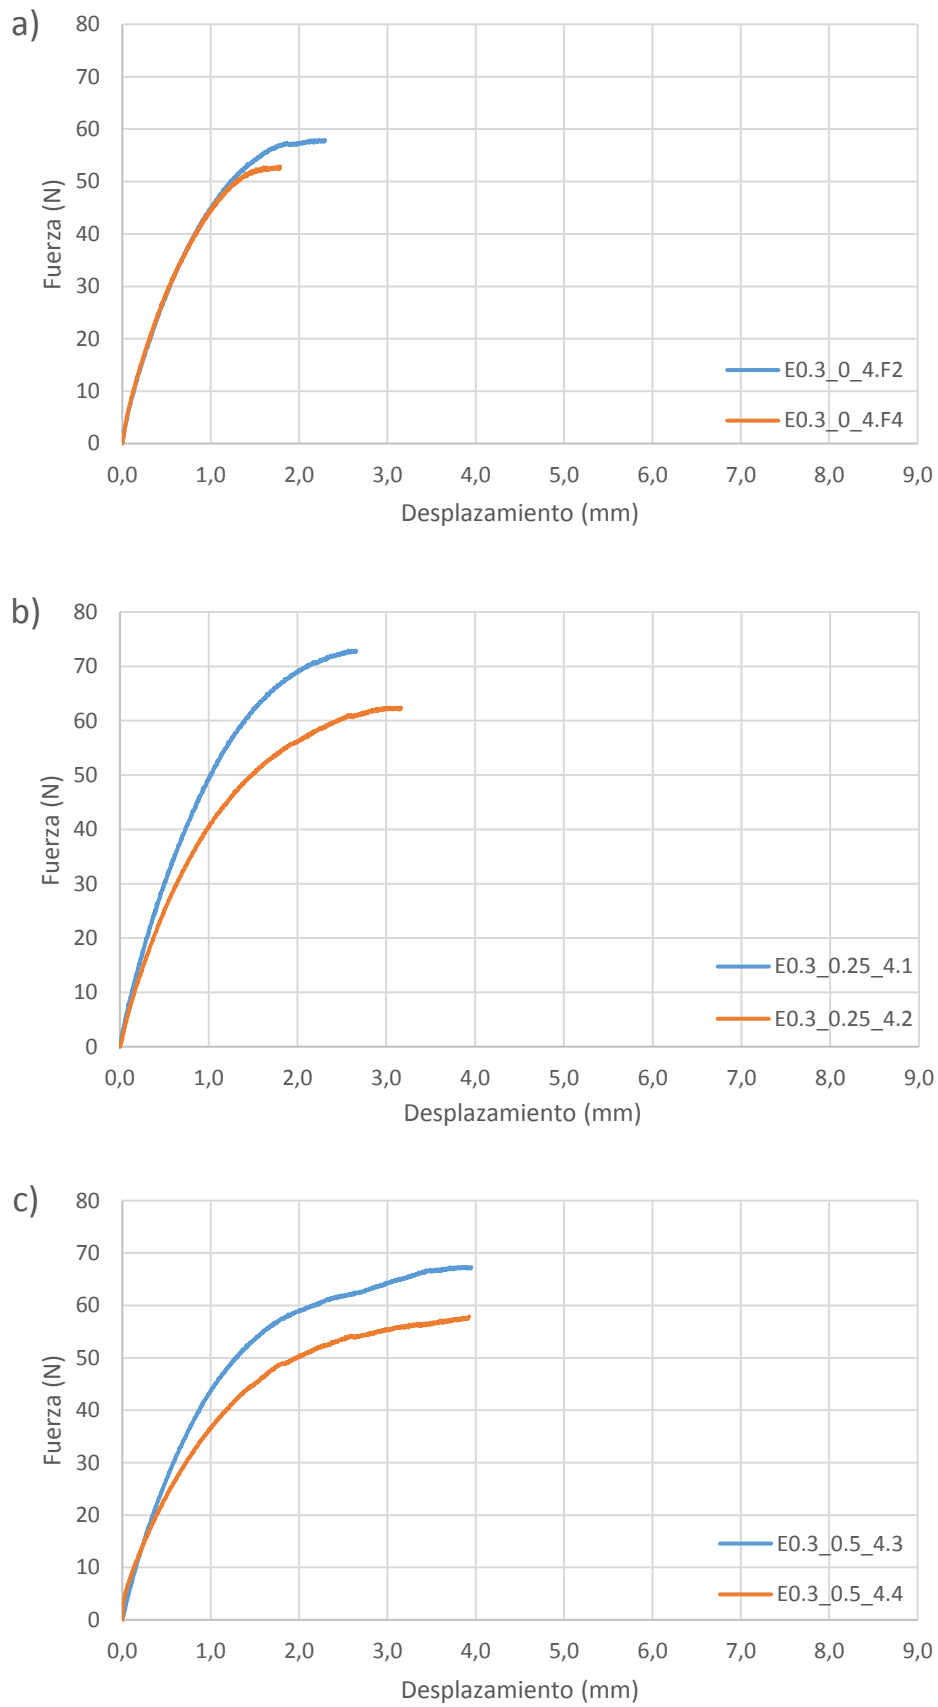 a)
80
70
60
50
40
30
20
10
0
Fuerza (N)
E0.3_0_4.F2
E0.3_0_4.F4
0,0 1,0 2,0 3,0 4,0 5,0 6,0 7,0 8,0 9,0
Desplazamiento (mm)
b)
80
70
60
50
40
30
20
10
0
Fuerza (N)
E0.3_0.25_4.1
E0.3_0.25_4.2
0,0 1,0 2,0 3,0 4,0 5,0 6,0 7,0 8,0 9,0
Desplazamiento (mm)
c)
80
70
60
50
40
30
20
10
0
Fuerza (N)
E0.3_0.5_4.3
E0.3_0.5_4.4
0,0 1,0 2,0 3,0 4,0 5,0 6,0 7,0 8,0 9,0
Desplazamiento (mm)